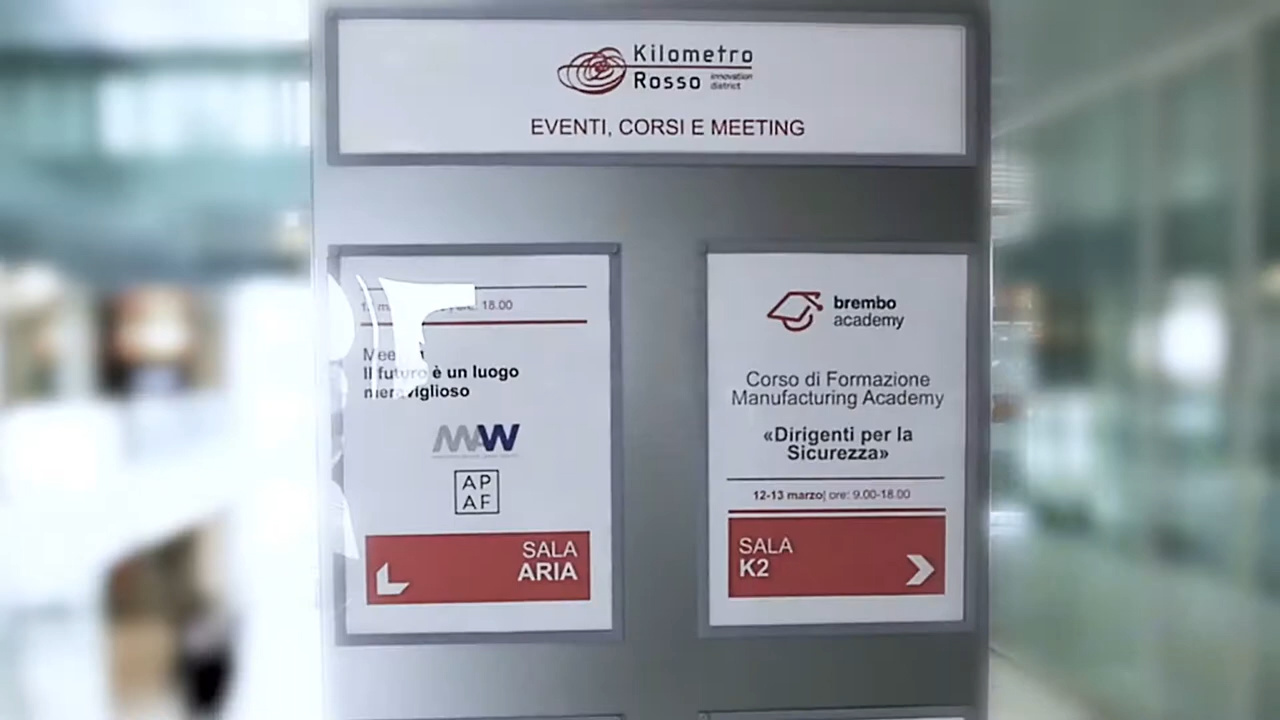 Kilometro
Rosso innovation
district
EVENTI, CORSI E MEETING
18.00
Il futuro è un luogo
meraviglioso
MAW
AP
AF
SALA
ARIA
brembo
academy
Corso di Formazione
Manufacturing Academy
«Dirigenti per la
Sicurezza»
12-13 marzo| ore: 9.00-18.00
SALA
K2